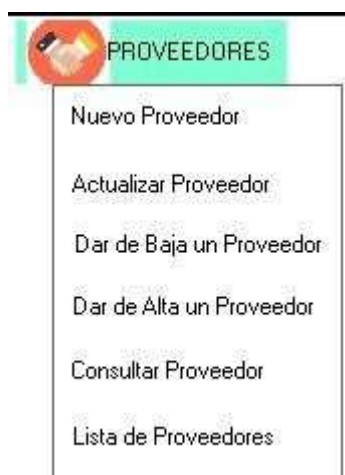 PROVEEDORES
Nuevo Proveedor
Actualizar Proveedor
Dar de Baja un Proveedor
Dar de Alta un Proveedor
Consultar Proveedor
Lista de Proveedores